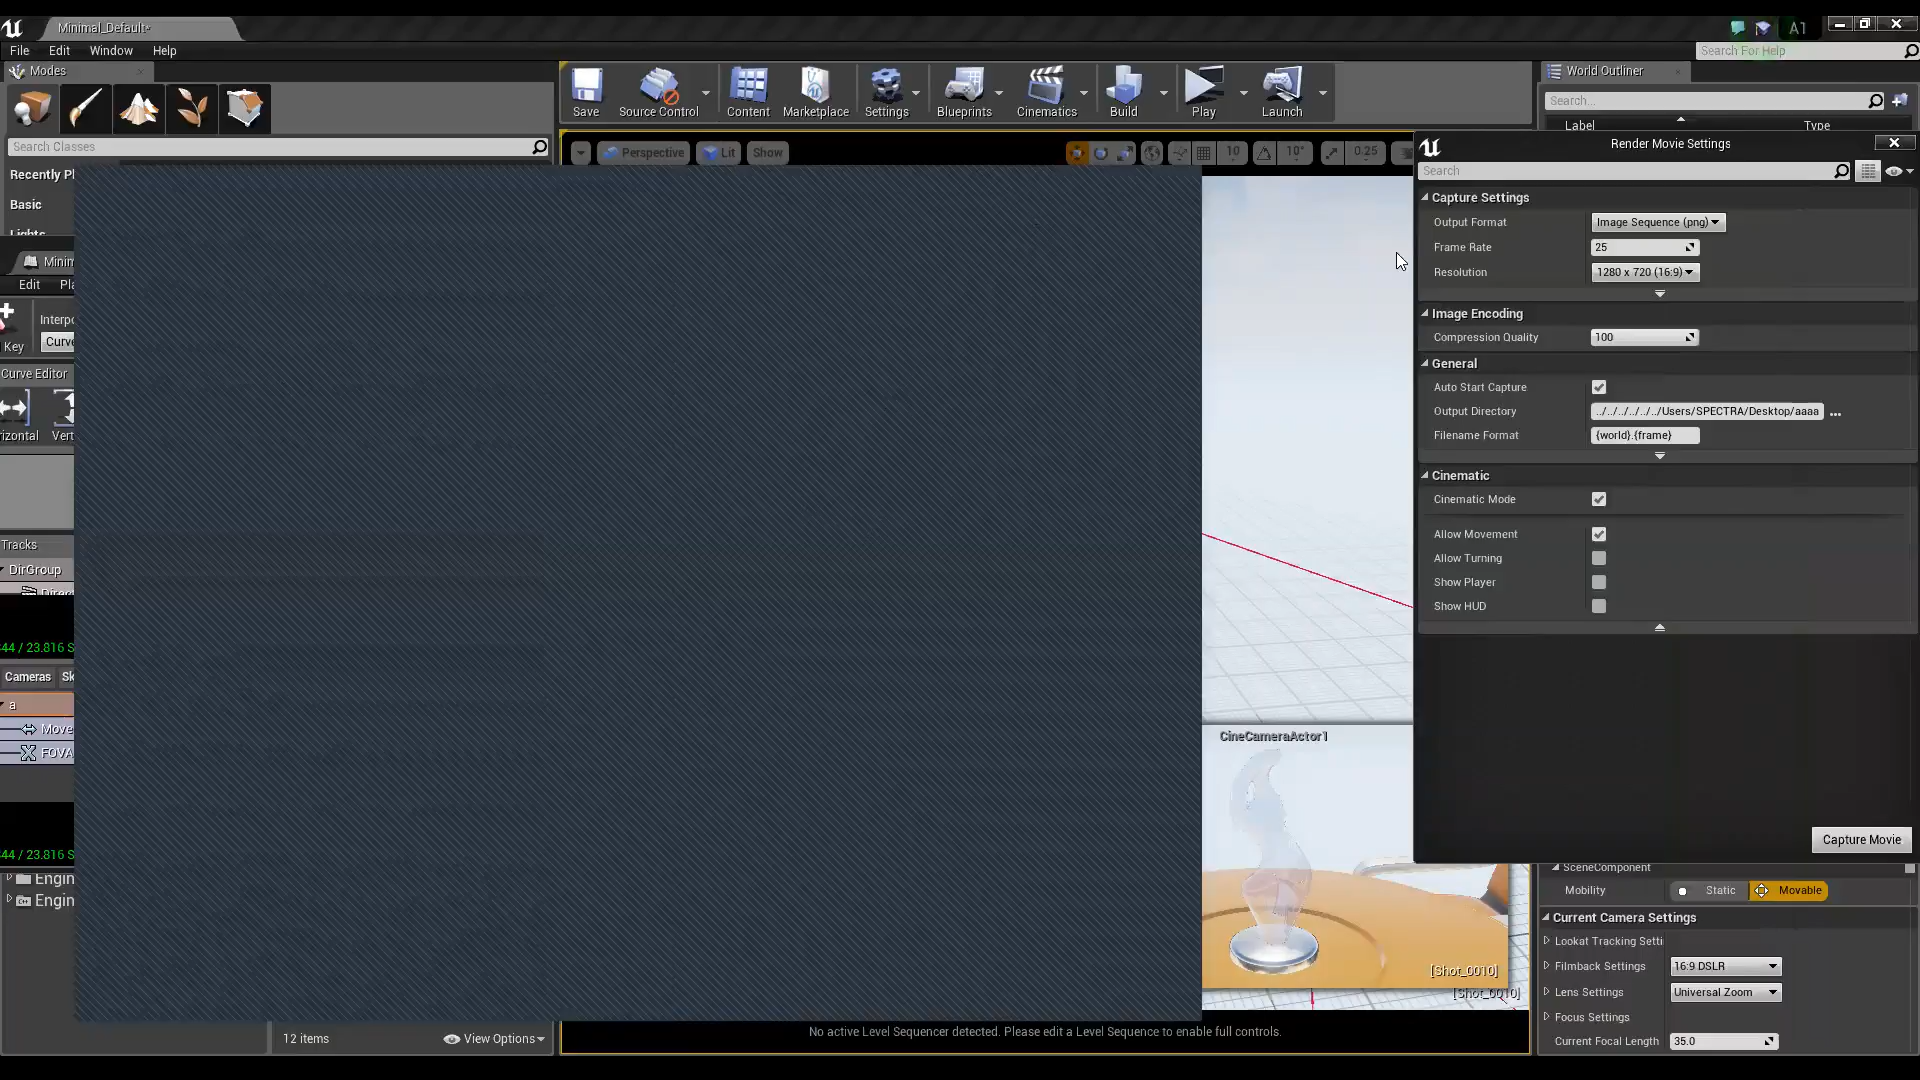 Minimal_Default*
A1
File Edit Window Help
Search For Help
Modes
Save Source Control Content Marketplace Settings Blueprints Cinematics Build Play Launch
World Outliner
Search...
Label Type
Search Classes
Perspective Lit Show 10 10° 0.25
Recently Pl
Basic
Lights
Render Movie Settings
Search
Capture Settings
Output Format Image Sequence (png)
Frame Rate 25
Resolution 1280 x 720 (16:9)
Image Encoding
Compression Quality 100
General
Auto Start Capture
Output Directory ../../../../../../Users/SPECTRA/Desktop/aaaa ...
Filename Format {world}.{frame}
Cinematic
Cinematic Mode
Allow Movement
Allow Turning
Show Player
Show HUD
Capture Movie
Minim
Edit Pla
Interpo
Key Curve
Curve Editor
rizontal Vert
Tracks
DirGroup
Direc
44 / 23.816 S
Cameras Sk
a
Move
FOVA
44 / 23.816 S
Engin
Engin
12 items View Options
CineCameraActor1
[Shot_0010]
[Shot_0010]
No active Level Sequencer detected. Please edit a Level Sequence to enable full controls.
SceneComponent
Mobility Static Movable
Current Camera Settings
Lookat Tracking Setti
Filmback Settings 16:9 DSLR
Lens Settings Universal Zoom
Focus Settings
Current Focal Length 35.0